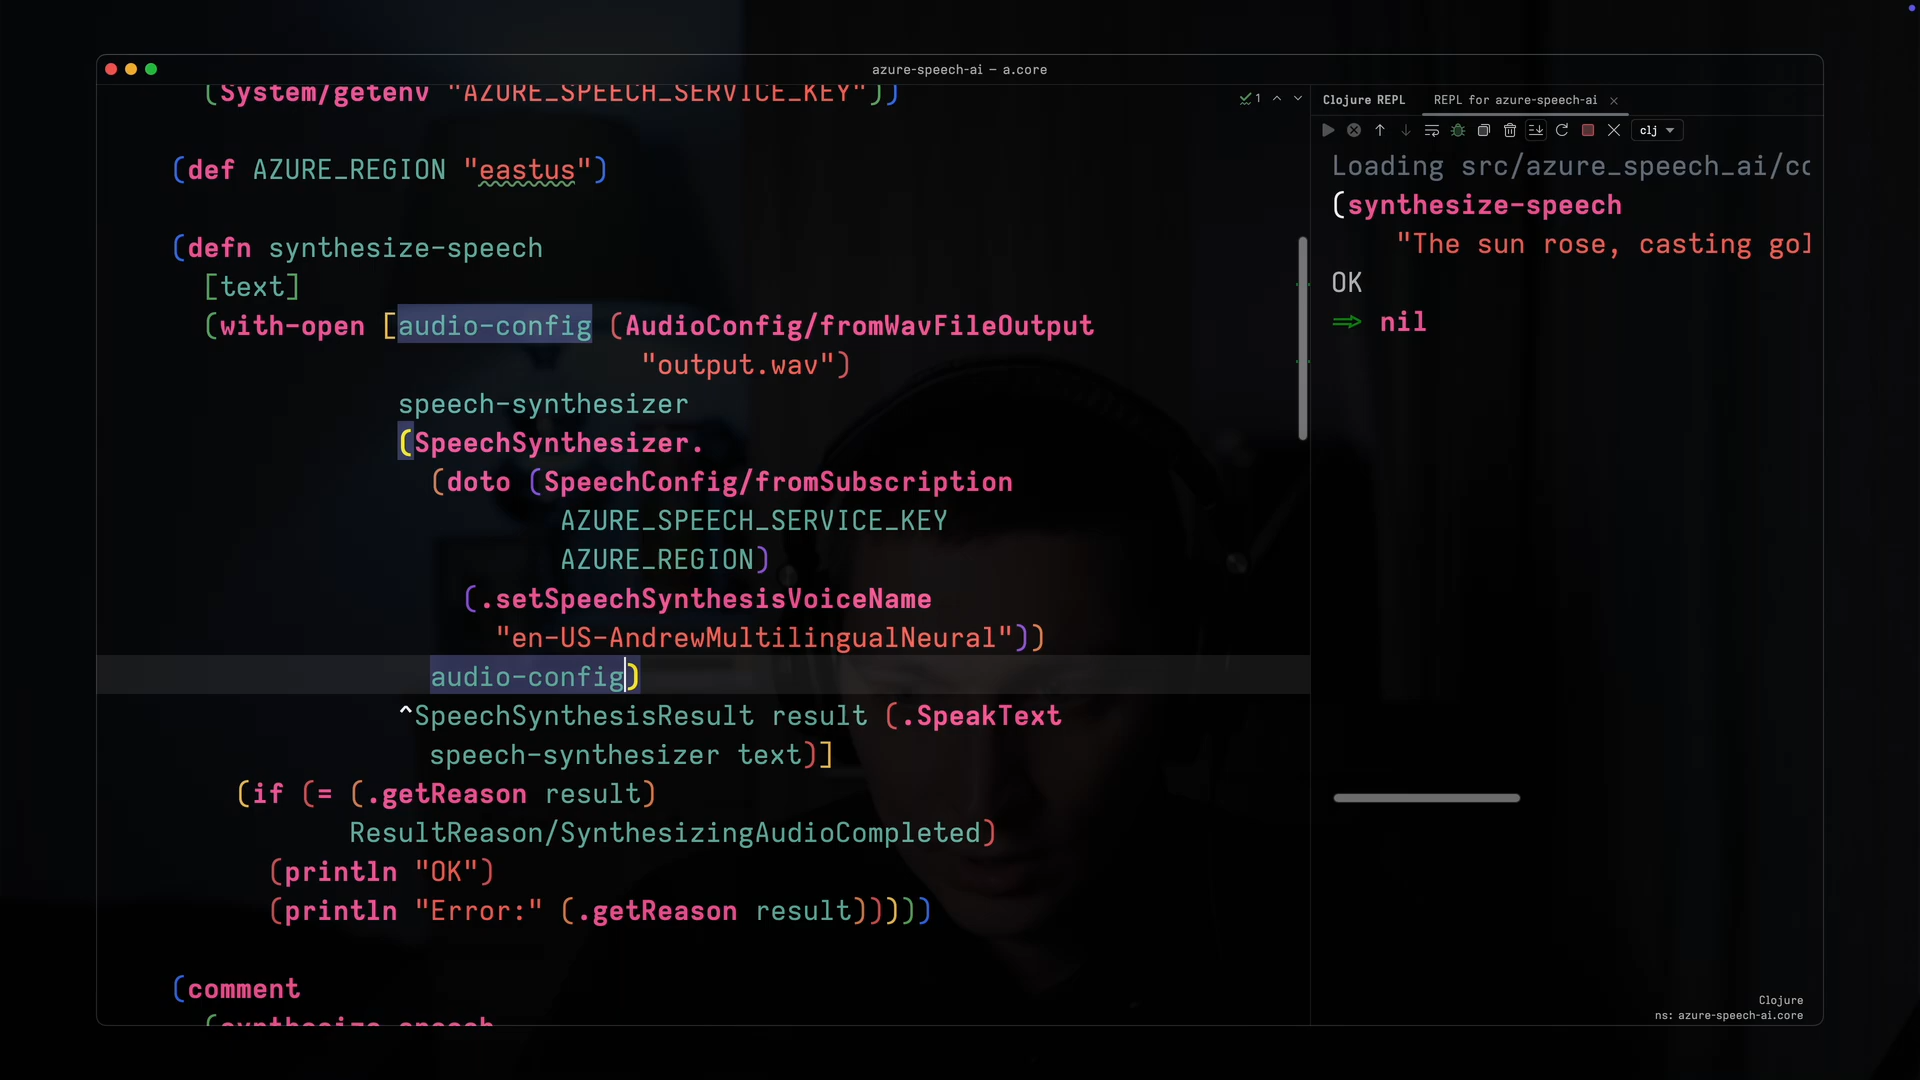 azure-speech-ai – a.core
(System/getenv "AZURE_SPEECH_SERVICE_KEY"))
(def AZURE_REGION "eastus")
(defn synthesize-speech
[text]
(with-open [audio-config (AudioConfig/fromWavFileOutput
"output.wav")
speech-synthesizer
(SpeechSynthesizer.
(doto (SpeechConfig/fromSubscription
AZURE_SPEECH_SERVICE_KEY
AZURE_REGION)
(.setSpeechSynthesisVoiceName
"en-US-AndrewMultilingualNeural"))
audio-config)
^SpeechSynthesisResult result (.SpeakText
speech-synthesizer text)]
(if (= (.getReason result)
ResultReason/SynthesizingAudioCompleted)
(println "OK")
(println "Error:" (.getReason result)))))
(comment
(synthesize-speech
1
Clojure REPL
REPL for azure-speech-ai
clj
Loading src/azure_speech_ai/co
(synthesize-speech
"The sun rose, casting gol
OK
=> nil
Clojure
ns: azure-speech-ai.core